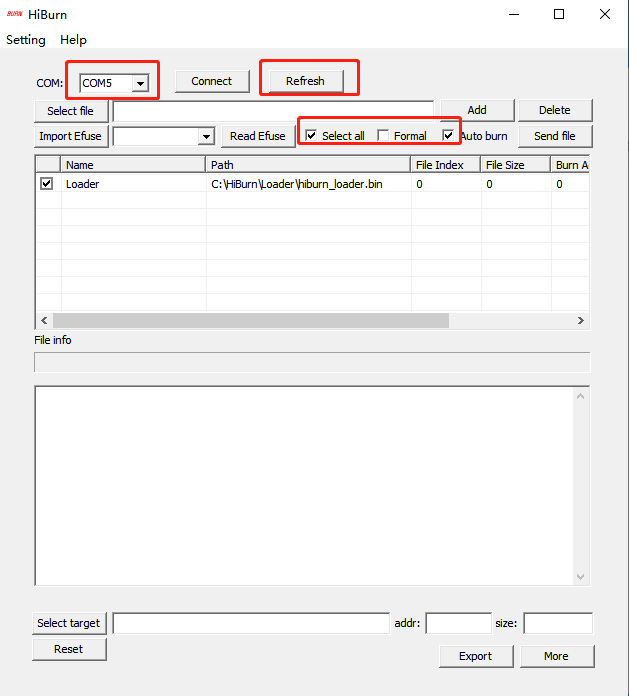 BURN HiBurn
Setting Help
COM: COM5 Connect Refresh
Select file Add Delete
Import Efuse Read Efuse Select all Formal Auto burn Send file
Name Path File Index File Size Burn A
Loader C:\HiBurn\Loader\hiburn_loader.bin 0 0 0
File info
Select target addr: size:
Reset
Export More